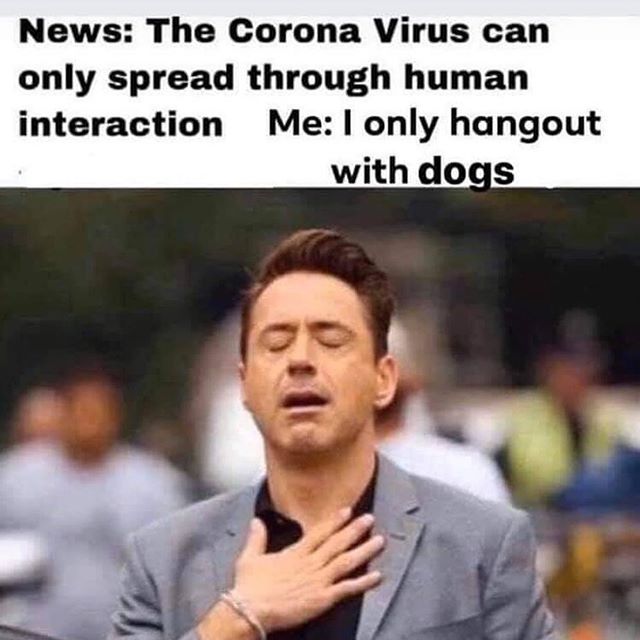 News: The Corona Virus can
only spread through human
interaction Me: I only hangout
with dogs